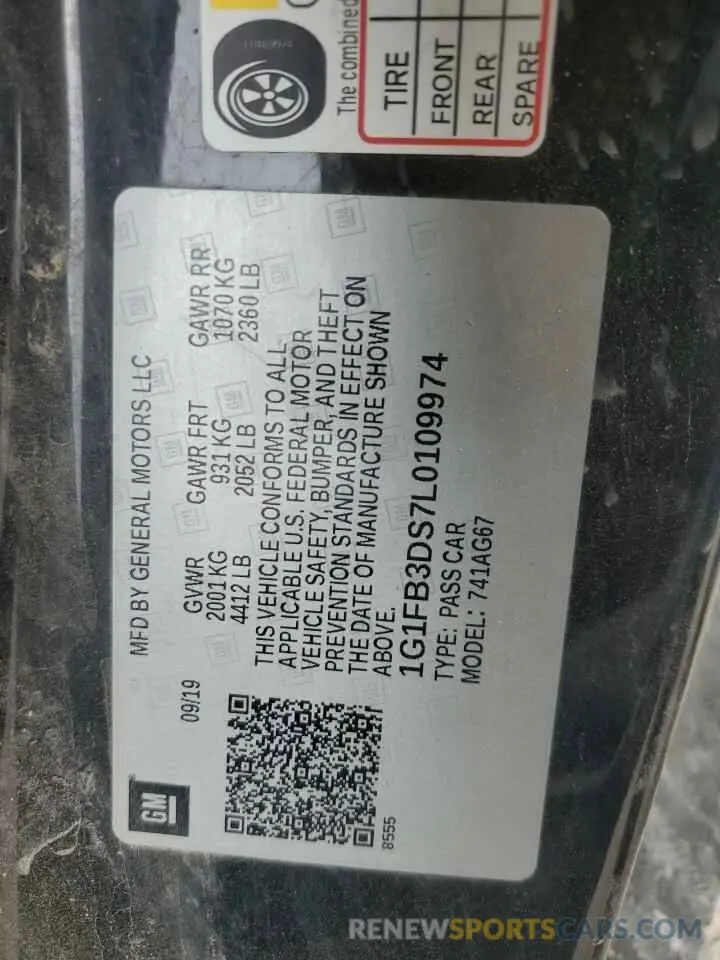 The combined
TIRE
FRONT
REAR
SPARE
GM
MFD BY GENERAL MOTORS LLC
09/19
GVWR GAWR FRT GAWR RR
2001 KG 931 KG 1070 KG
4412 LB 2052 LB 2360 LB
THIS VEHICLE CONFORMS TO ALL
APPLICABLE U.S. FEDERAL MOTOR
VEHICLE SAFETY, BUMPER, AND THEFT
PREVENTION STANDARDS IN EFFECT ON
THE DATE OF MANUFACTURE SHOWN
ABOVE.
1G1FB3DS7L0109974
TYPE: PASS CAR
MODEL: 741AG67
8555
RENEWSPORTSCARS.COM